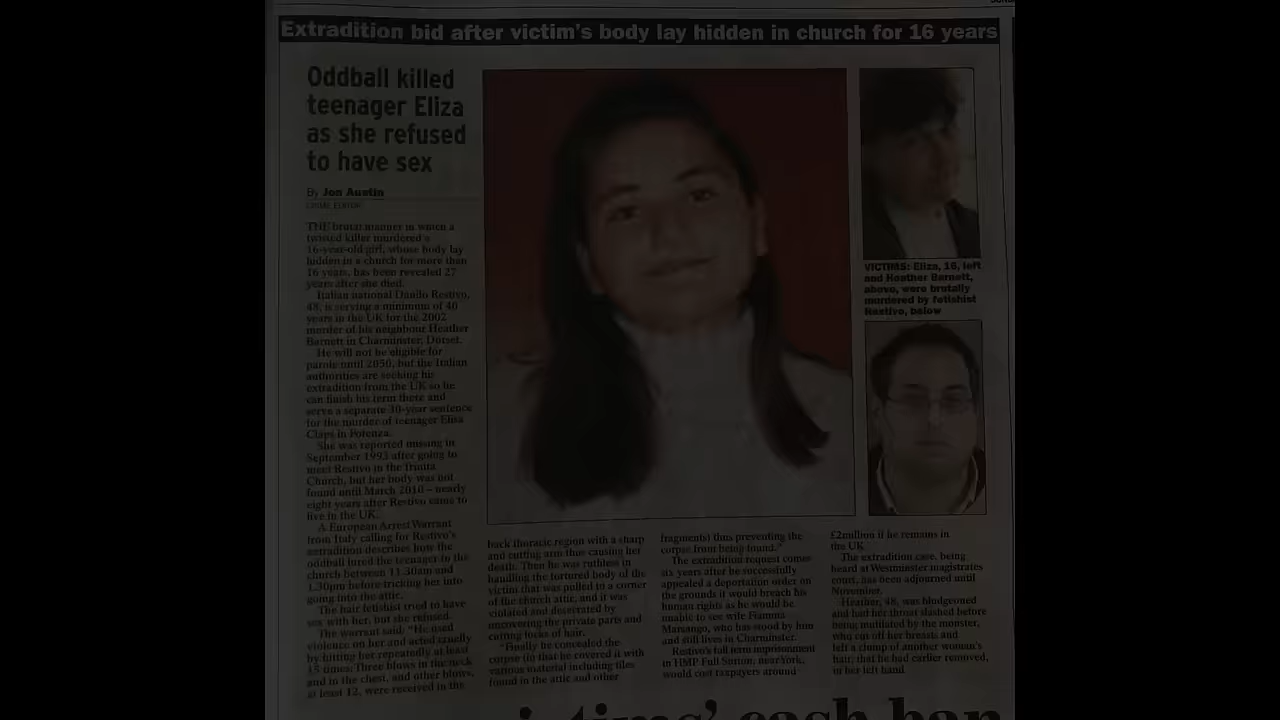 Extradition bid after victim's body lay hidden in church for 16 years
Oddball killed
teenager Eliza
as she refused
to have sex
By Jon Austin
CRIME EDITOR
THE brutal manner in which a
twisted killer murdered a
16-year-old girl, whose body lay
hidden in a church for more than
16 years, has been revealed 27
years after she died.
Italian national Danilo Restivo,
48, is serving a minimum of 40
years in the UK for the 2002
murder of his neighbour Heather
Barnett in Charminster, Dorset.
He will not be eligible for
parole until 2050, but the Italian
authorities are seeking his
extradition from the UK so he
can finish his term there and
serve a separate 30-year sentence
for the murder of teenager Elisa
Claps in Potenza.
She was reported missing in
September 1993 after going to
meet Restivo in the Trinita
Church, but her body was not
found until March 2010 – nearly
eight years after Restivo came to
live in the UK.
A European Arrest Warrant
from Italy calling for Restivo's
extradition describes how the
oddball lured the teenager to the
church between 11.30am and
1.30pm before tricking her into
going into the attic.
The hair fetishist tried to have
sex with her, but she refused.
The warrant said: "He used
violence on her and acted cruelly
by hitting her repeatedly at least
15 times. Three blows in the neck
and in the chest, and other blows,
at least 12, were received in the
back thoracic region with a sharp
and cutting arm thus causing her
death. Then he was ruthless in
handling the tortured body of the
victim that was pulled in a corner
of the church attic, and it was
violated and desecrated by
uncovering the private parts and
cutting locks of hair.
"Finally he concealed the
corpse (in that he covered it with
various material including tiles
found in the attic and other
fragments) thus preventing the
corpse from being found."
The extradition request comes
six years after he successfully
appealed a deportation order on
the grounds it would breach his
human rights as he would be
unable to see wife Fiamma
Marsango, who has stood by him
and still lives in Charminster.
Restivo's full term imprisonment
in HMP Full Sutton, near York,
would cost taxpayers around
£2million if he remains in
the UK
The extradition case, being
heard at Westminster magistrates
court, has been adjourned until
November.
Heather, 48, was bludgeoned
and had her throat slashed before
being mutilated by the monster,
who cut off her breasts and
left a clump of another woman's
hair, that he had earlier removed,
in her left hand.
VICTIMS: Eliza, 16, left
and Heather Barnett,
above, were brutally
murdered by fetishist
Restivo, below